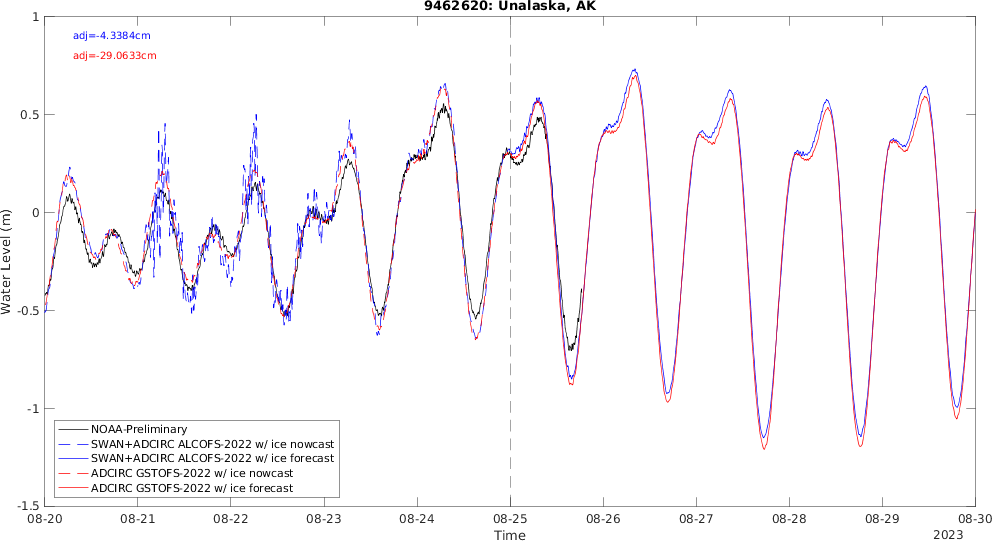 9462620: Unalaska, AK
adj=-4.3384cm
adj=-29.0633cm
Water Level (m)
1
0.5
0
-0.5
-1
-1.5
NOAA-Preliminary
SWAN+ADCIRC ALCOFS-2022 w/ ice nowcast
SWAN+ADCIRC ALCOFS-2022 w/ ice forecast
ADCIRC GSTOFS-2022 w/ ice nowcast
ADCIRC GSTOFS-2022 w/ ice forecast
08-20 08-21 08-22 08-23 08-24 08-25 08-26 08-27 08-28 08-29 08-30
Time
2023